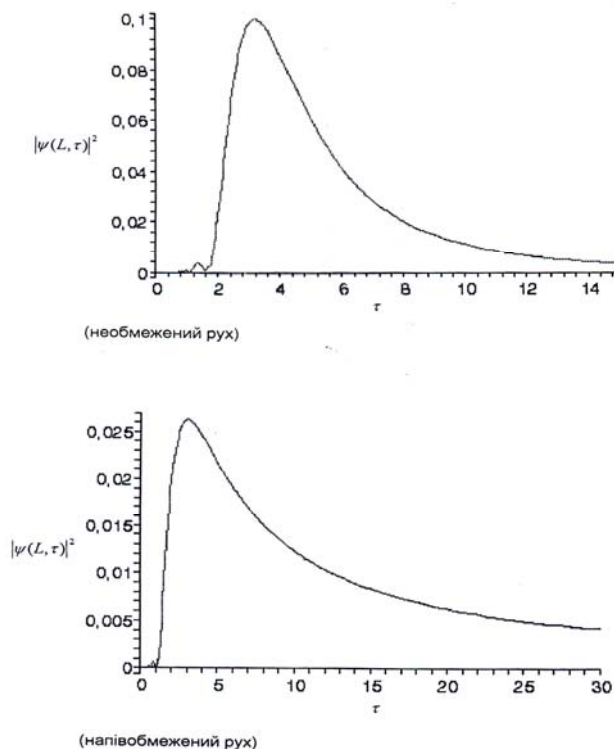 0,1
0,08
0,06
|ψ(L,τ)|²
0,04
0,02
0
0 2 4 6 8 10 12 14
τ
(необмежений рух)
0,025
0,02
0,015
|ψ(L,τ)|²
0,01
0,005
0
0 5 10 15 20 25 30
τ
(напівобмежений рух)